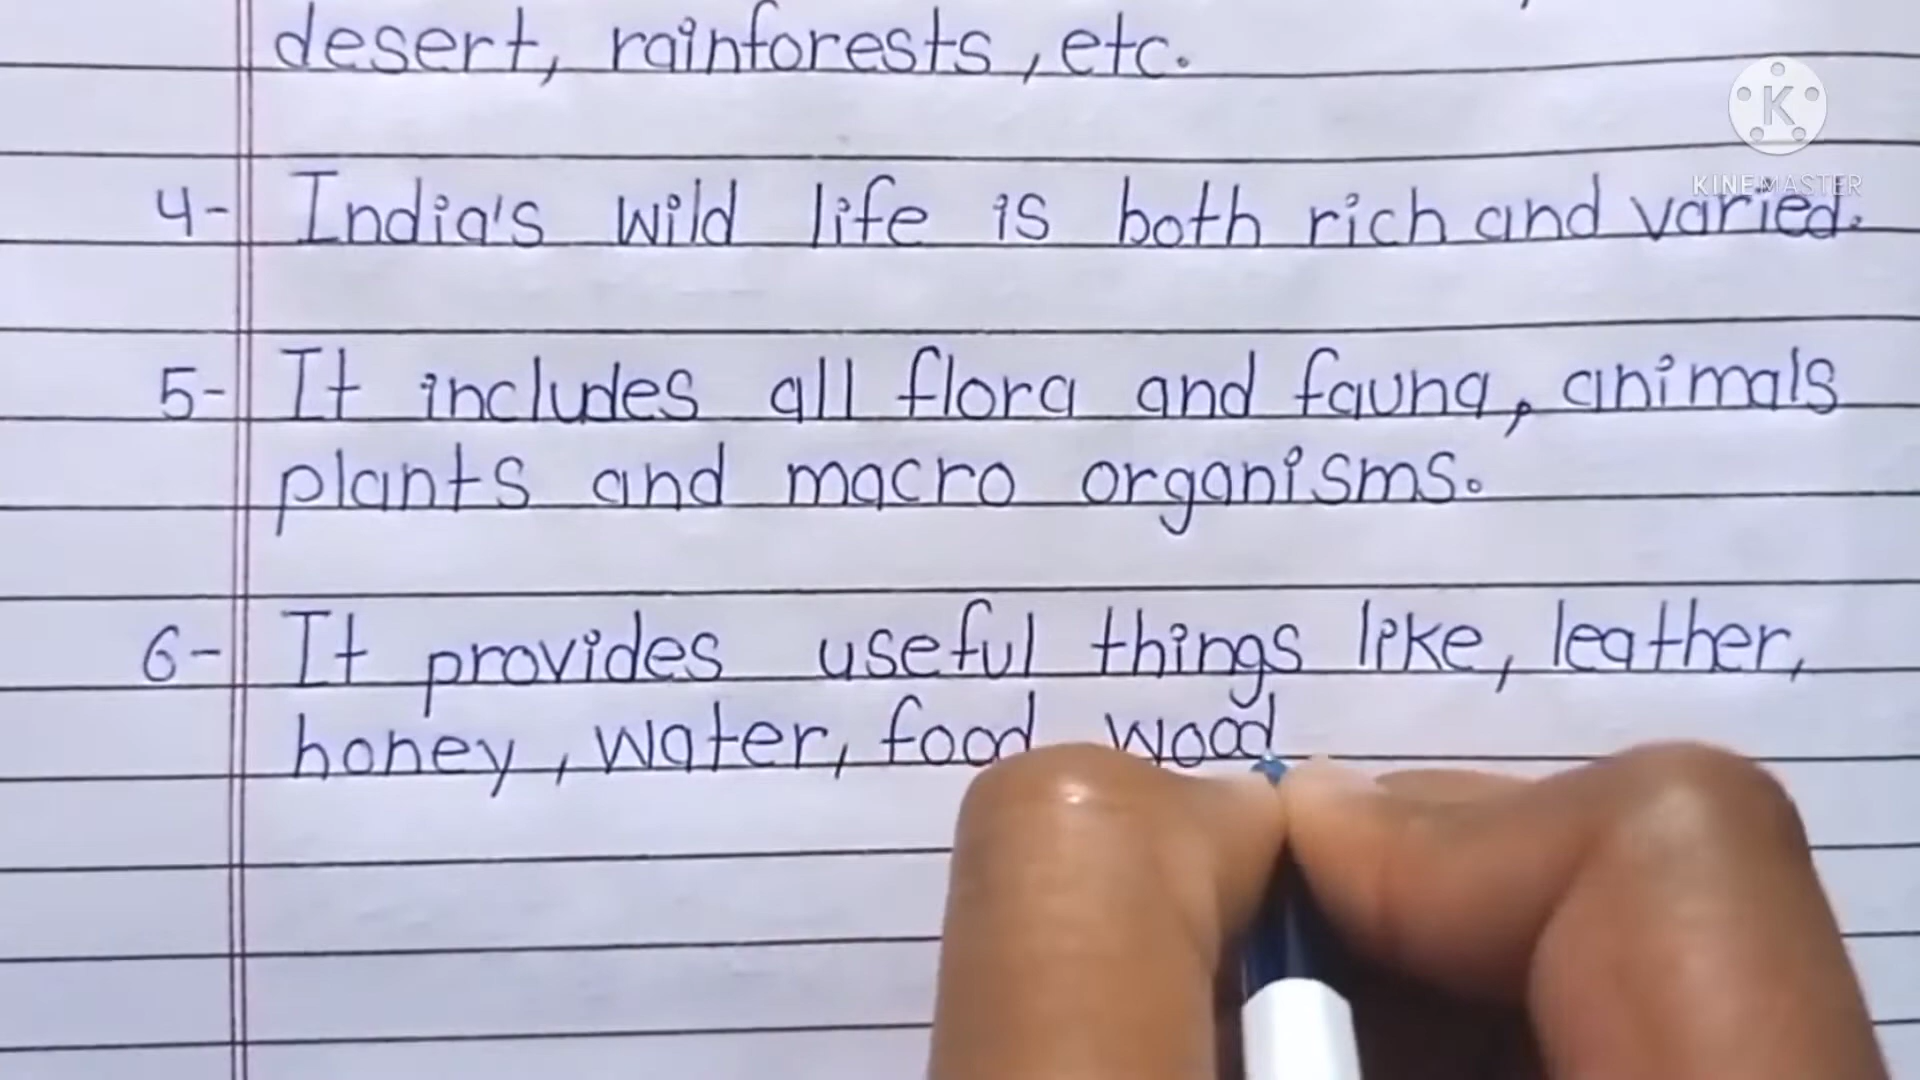 desert, rainforests, etc.
K
KINEMASTER
4- India's wild life is both rich and varied.
5- It includes all flora and fauna, animals
plants and macro organisms.
6- It provides useful things like, leather,
honey, water, food wood